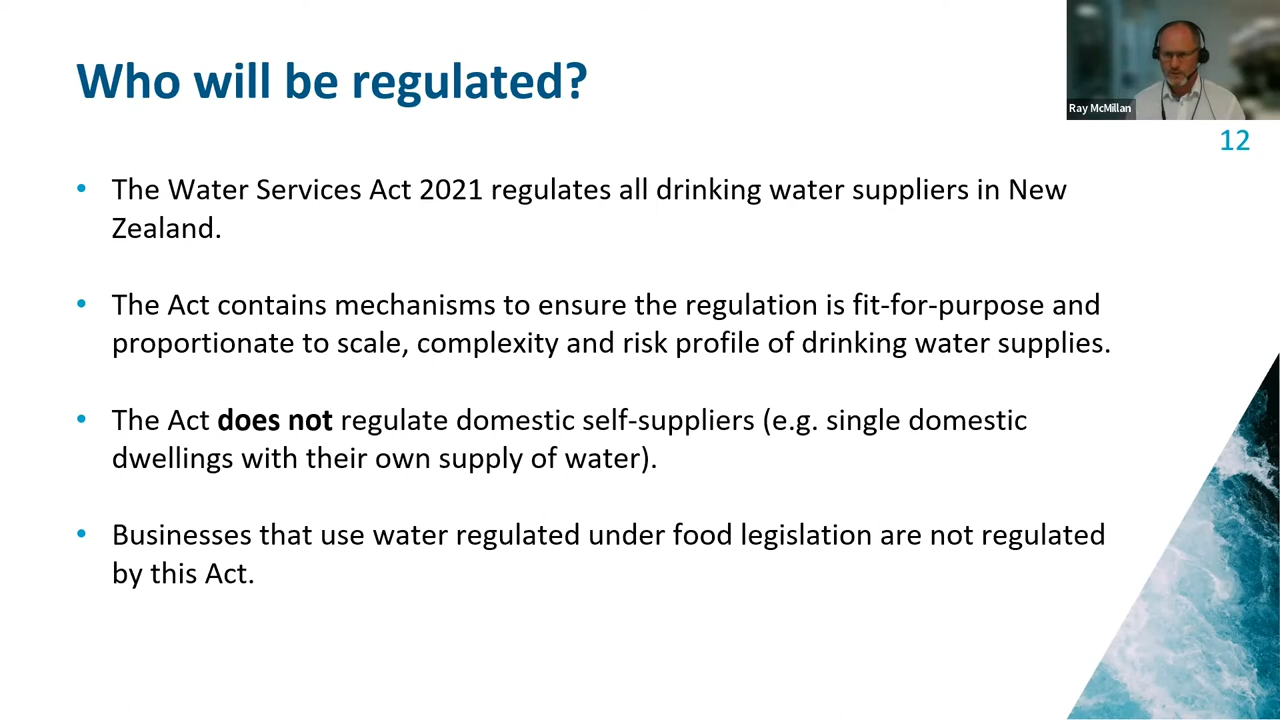 Who will be regulated?
Ray McMillan
12
• The Water Services Act 2021 regulates all drinking water suppliers in New
Zealand.
• The Act contains mechanisms to ensure the regulation is fit-for-purpose and
proportionate to scale, complexity and risk profile of drinking water supplies.
• The Act does not regulate domestic self-suppliers (e.g. single domestic
dwellings with their own supply of water).
• Businesses that use water regulated under food legislation are not regulated
by this Act.